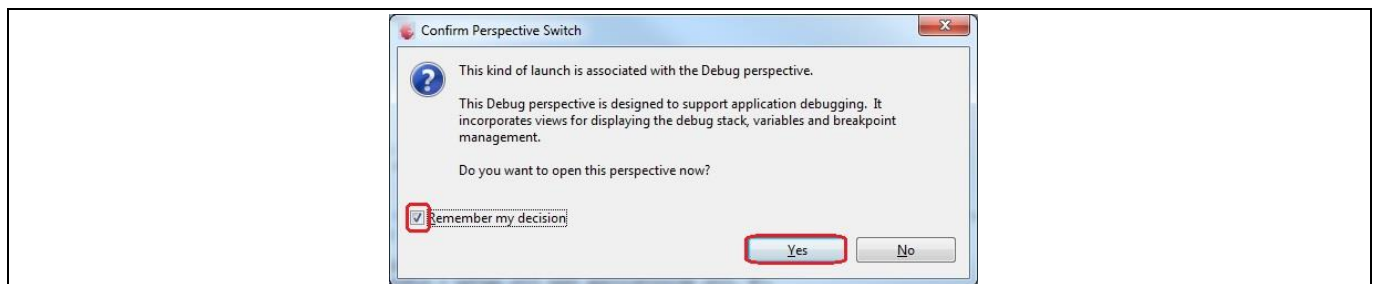 Confirm Perspective Switch
This kind of launch is associated with the Debug perspective.
This Debug perspective is designed to support application debugging. It
incorporates views for displaying the debug stack, variables and breakpoint
management.
Do you want to open this perspective now?
Remember my decision
Yes No